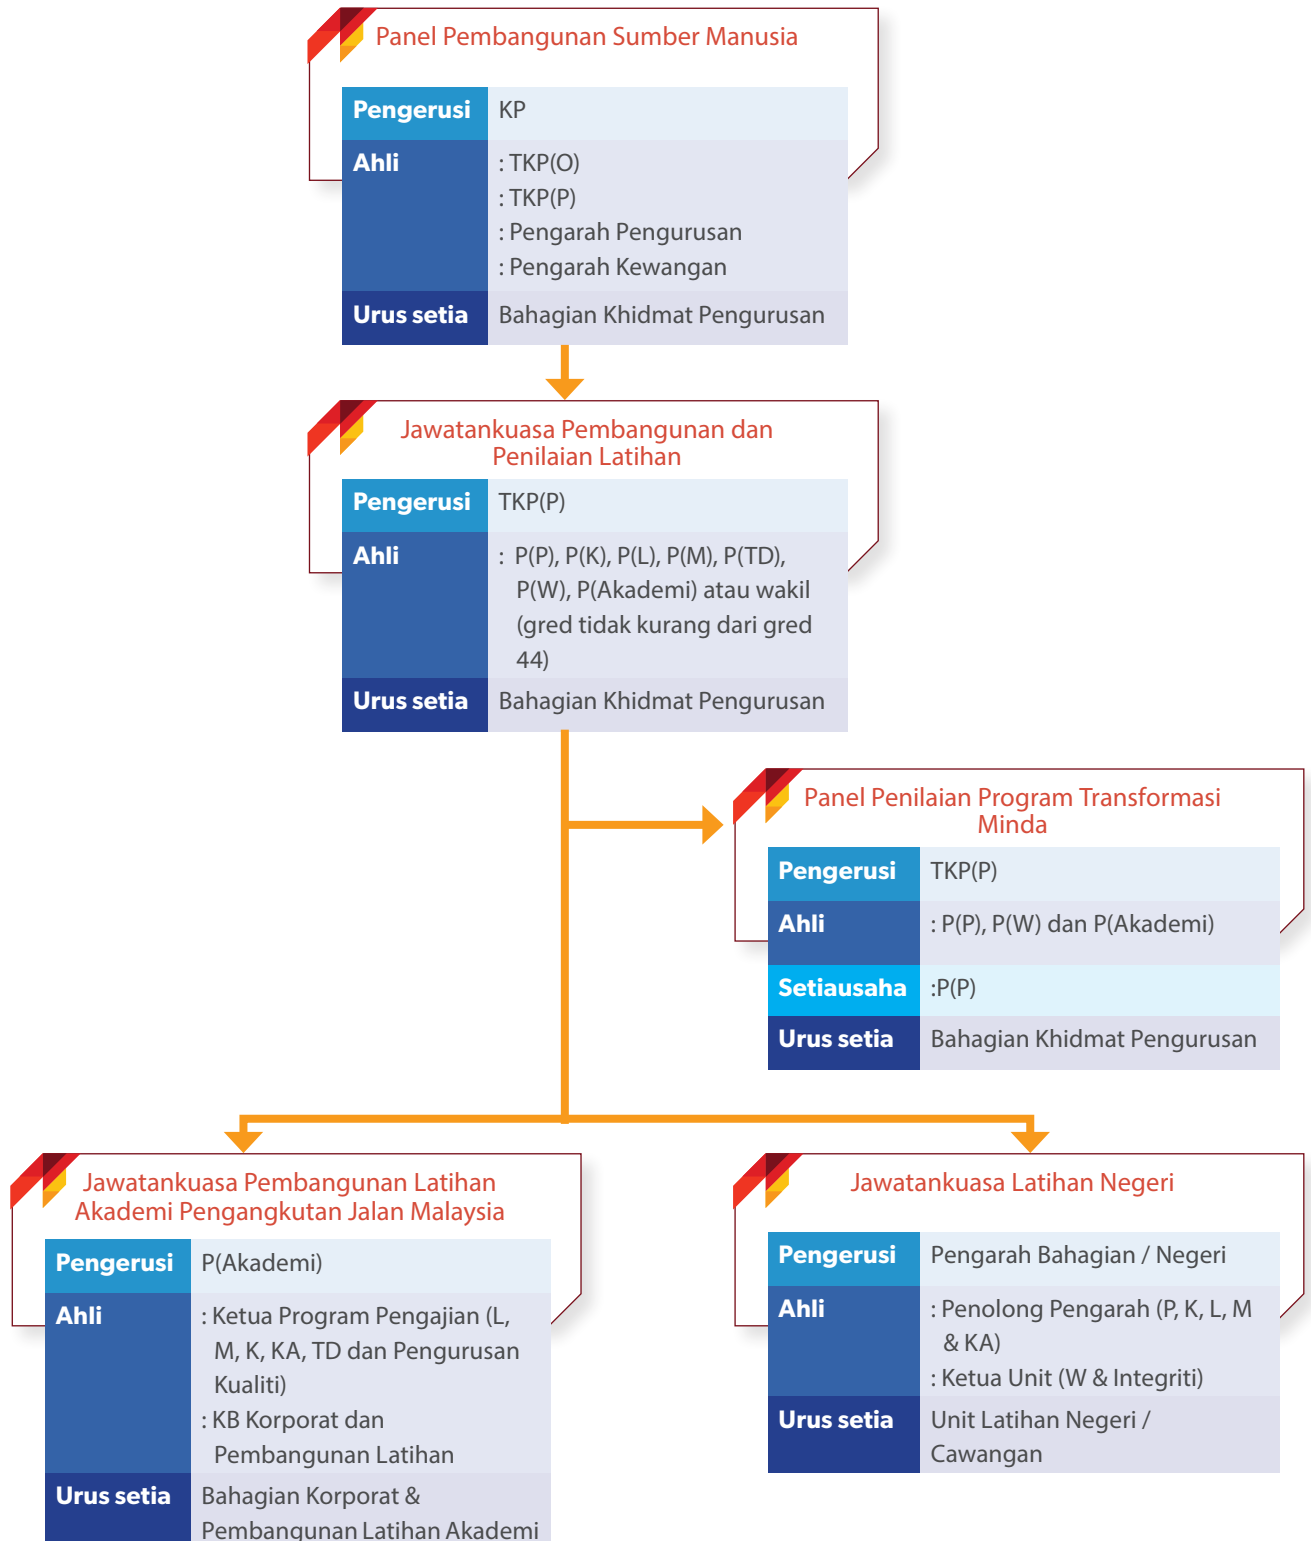 Panel Pembangunan Sumber Manusia
Pengerusi KP
Ahli : TKP(O)
: TKP(P)
: Pengarah Pengurusan
: Pengarah Kewangan
Urus setia Bahagian Khidmat Pengurusan
Jawatankuasa Pembangunan dan
Penilaian Latihan
Pengerusi TKP(P)
Ahli : P(P), P(K), P(L), P(M), P(TD),
P(W), P(Akademi) atau wakil
(gred tidak kurang dari gred
44)
Urus setia Bahagian Khidmat Pengurusan
Panel Penilaian Program Transformasi
Minda
Pengerusi TKP(P)
Ahli : P(P), P(W) dan P(Akademi)
Setiausaha :P(P)
Urus setia Bahagian Khidmat Pengurusan
Jawatankuasa Pembangunan Latihan
Akademi Pengangkutan Jalan Malaysia
Pengerusi P(Akademi)
Ahli : Ketua Program Pengajian (L,
M, K, KA, TD dan Pengurusan
Kualiti)
: KB Korporat dan
Pembangunan Latihan
Urus setia Bahagian Korporat &
Pembangunan Latihan Akademi
Jawatankuasa Latihan Negeri
Pengerusi Pengarah Bahagian / Negeri
Ahli : Penolong Pengarah (P, K, L, M
& KA)
: Ketua Unit (W & Integriti)
Urus setia Unit Latihan Negeri /
Cawangan